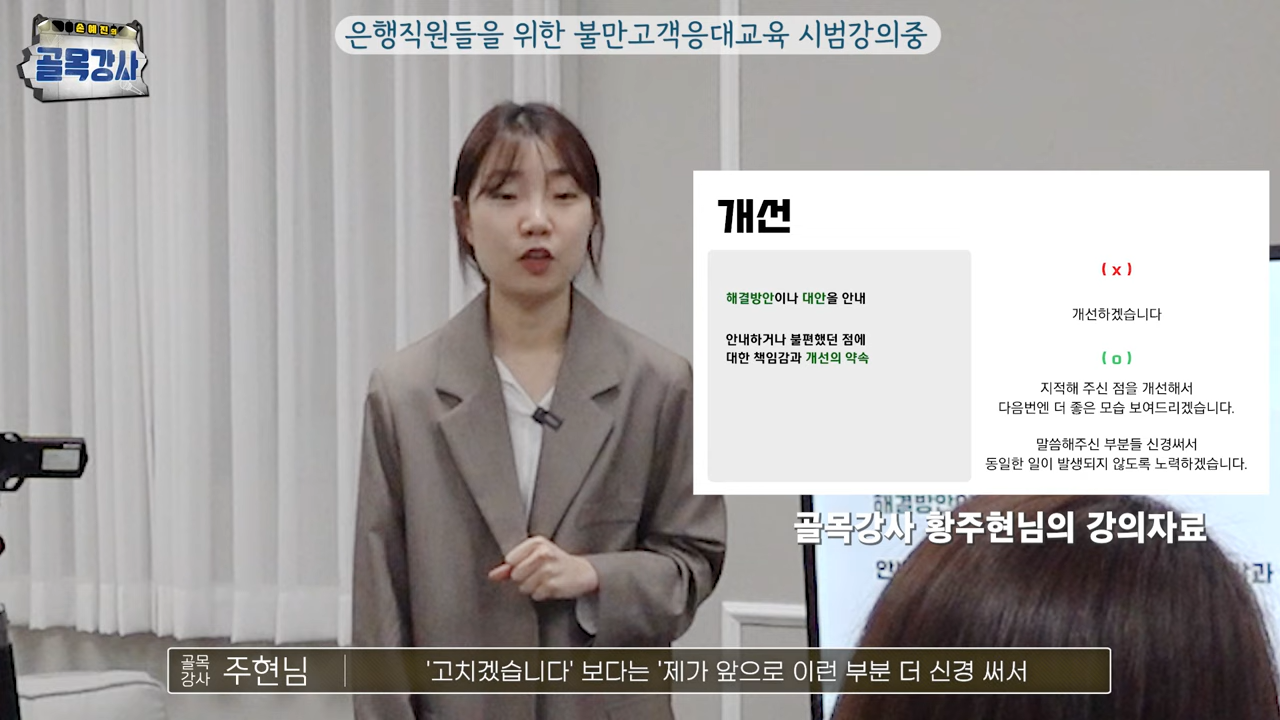 손혜진의
골목강사
은행직원들을 위한 불만고객응대교육 시범강의중
개선
해결방안이나 대안을 안내
안내하거나 불편했던 점에
대한 책임감과 개선의 약속
( x )
개선하겠습니다
( o )
지적해 주신 점을 개선해서
다음번엔 더 좋은 모습 보여드리겠습니다.
말씀해주신 부분들 신경써서
동일한 일이 발생되지 않도록 노력하겠습니다.
해결방안
골목강사 황주현님의 강의자료
골목
강사
주현님
'고치겠습니다' 보다는 '제가 앞으로 이런 부분 더 신경 써서